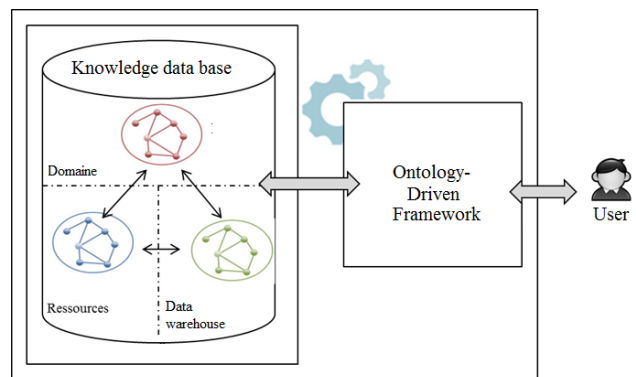 Knowledge data base
Domaine
Ressources
Data
warehouse
Ontology-
Driven
Framework
User